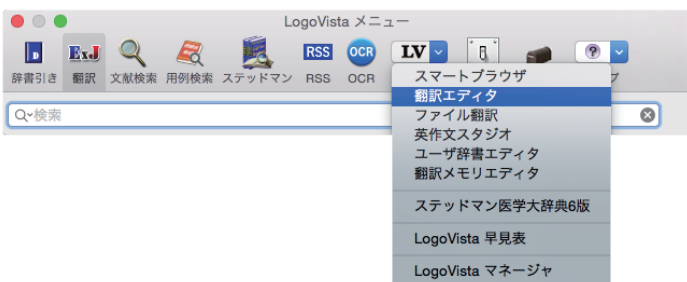 LogoVista メニュー
D ExJ RSS OCR LV ?
辞書引き 翻訳 文献検索 用例検索 ステッドマン RSS OCR
検索
スマートブラウザ
翻訳エディタ
ファイル翻訳
英作文スタジオ
ユーザ辞書エディタ
翻訳メモリエディタ
ステッドマン医学大辞典6版
LogoVista 早見表
LogoVista マネージャ